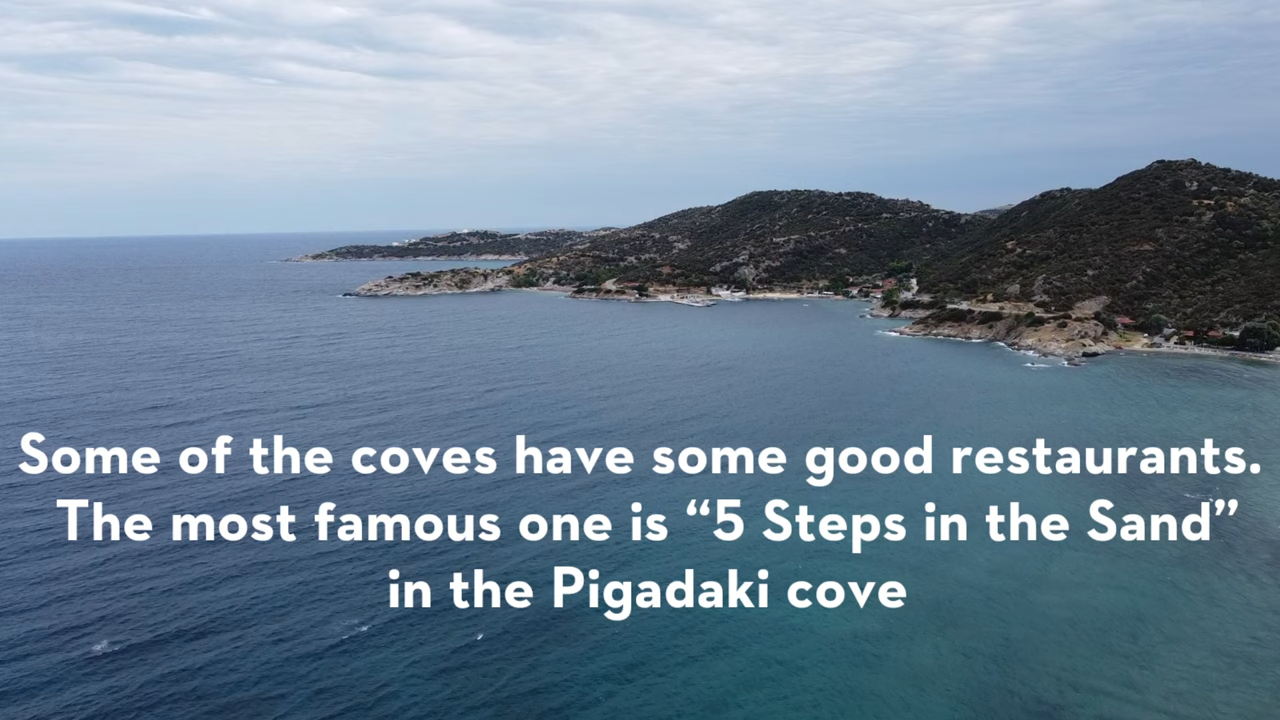 Some of the coves have some good restaurants.
The most famous one is “5 Steps in the Sand”
in the Pigadaki cove